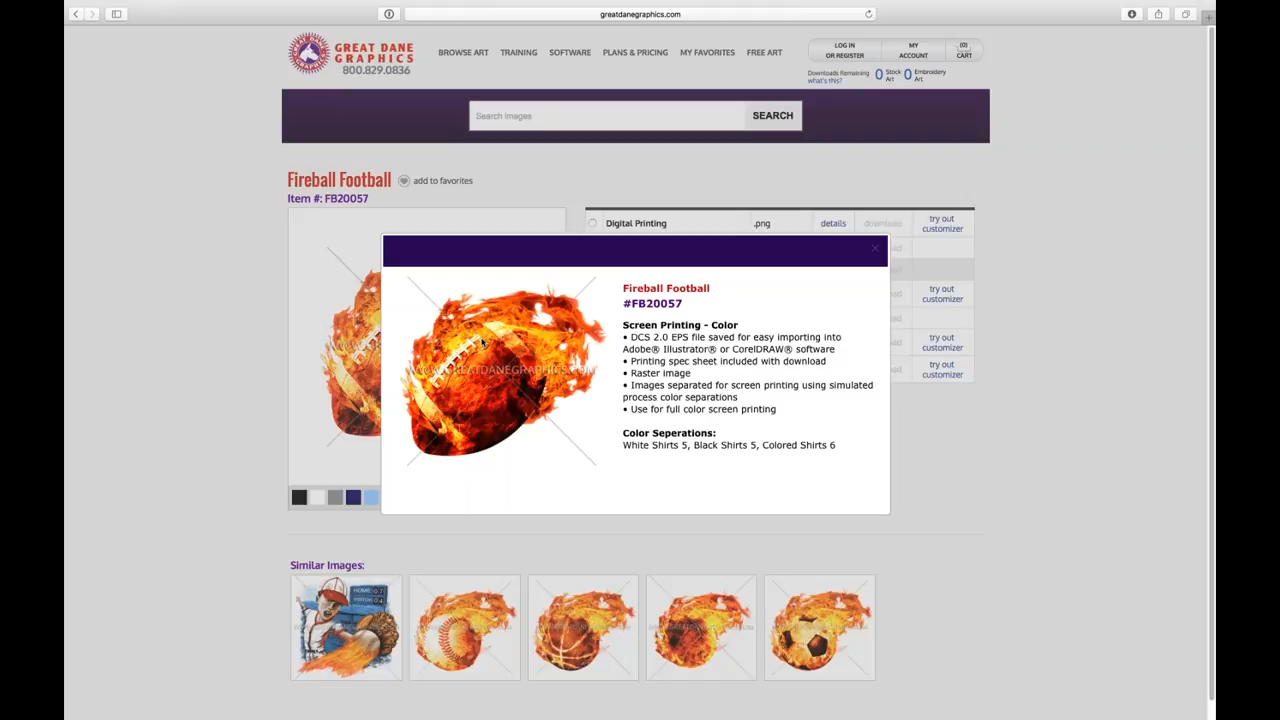 greatdanegraphics.com
GREAT DANE
GRAPHICS
800.829.0836
BROWSE ART
TRAINING
SOFTWARE
PLANS & PRICING
MY FAVORITES
FREE ART
LOG IN
OR REGISTER
MY
ACCOUNT
(0)
CART
Downloads Remaining
what's this?
0 Stock Art
0 Embroidery Art
Search Images
SEARCH
Fireball Football
add to favorites
Item #: FB20057
Digital Printing
.png
details
download
try out
customizer
try out
customizer
try out
customizer
try out
customizer
×
WWW.GREATDANEGRAPHICS.COM
Fireball Football
#FB20057
Screen Printing - Color
• DCS 2.0 EPS file saved for easy importing into
Adobe® Illustrator® or CorelDRAW® software
• Printing spec sheet included with download
• Raster image
• Images separated for screen printing using simulated
process color separations
• Use for full color screen printing
Color Seperations:
White Shirts 5, Black Shirts 5, Colored Shirts 6
Similar Images:
HOME
VISITOR